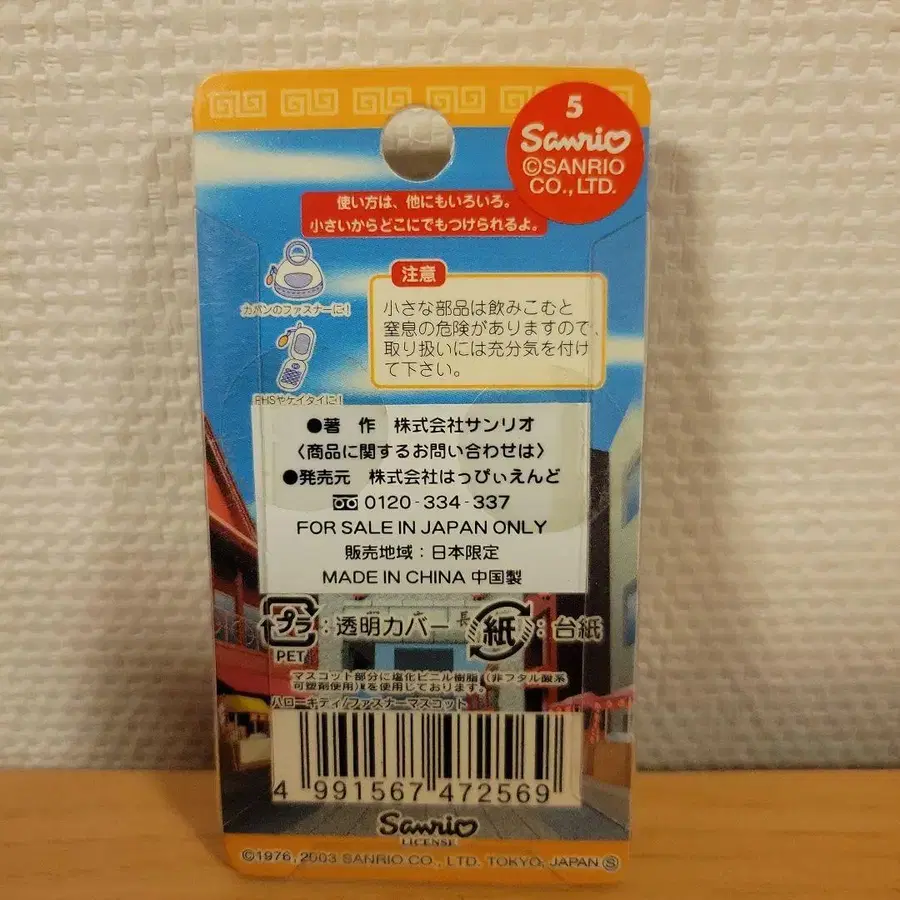 5
Sanrio
©SANRIO
CO., LTD.
使い方は、他にもいろいろ。
小さいからどこにでもつけられるよ。
カバンのファスナーに!
PHSやケイタイに!
注意
小さな部品は飲みこむと
窒息の危険がありますので、
取り扱いには充分気を付け
て下さい。
●著 作 株式会社サンリオ
〈商品に関するお問い合わせは〉
●発売元 株式会社はっぴぃえんど
0120-334-337
FOR SALE IN JAPAN ONLY
販売地域:日本限定
MADE IN CHINA 中国製
プラ:透明カバー 紙:台紙
PET
マスコット部分に塩化ビニル樹脂(非フタル酸系
可塑剤使用)を使用しております。
ハローキティ/ファスナーマスコット
4 991567 472569
Sanrio
LICENSE
©1976, 2003 SANRIO CO., LTD. TOKYO, JAPAN Ⓢ